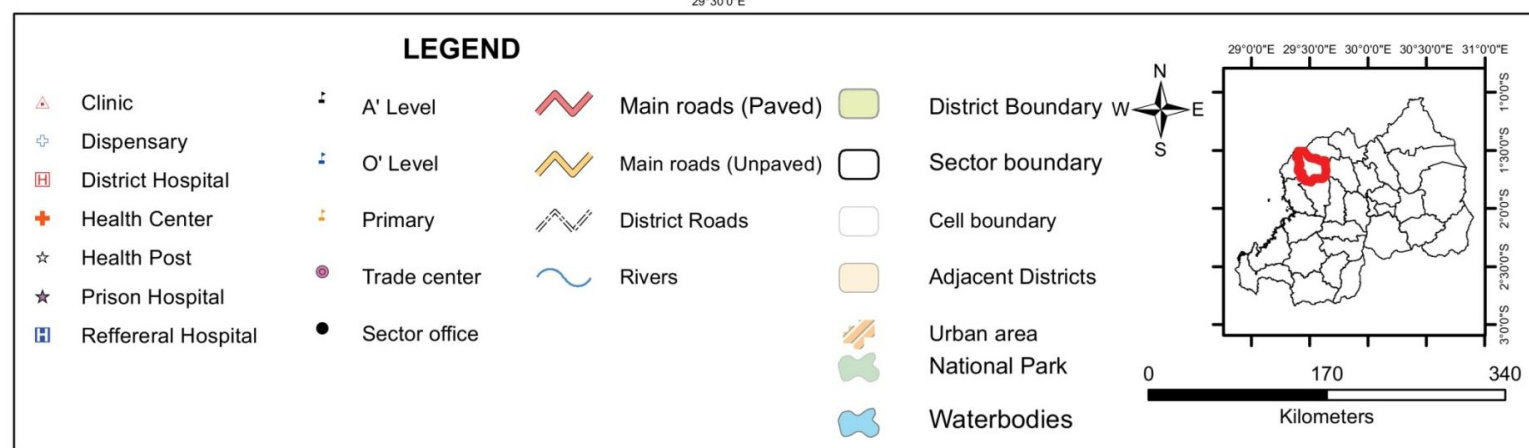 29°30'0"E
LEGEND
Clinic
Dispensary
District Hospital
Health Center
Health Post
Prison Hospital
Reffereral Hospital
A' Level
O' Level
Primary
Trade center
Sector office
Main roads (Paved)
Main roads (Unpaved)
District Roads
Rivers
District Boundary
Sector boundary
Cell boundary
Adjacent Districts
Urban area
National Park
Waterbodies
N
W E
S
29°0'0"E 29°30'0"E 30°0'0"E 30°30'0"E 31°0'0"E
1°0'0"S
1°30'0"S
2°0'0"S
2°30'0"S
3°0'0"S
0 170 340
Kilometers